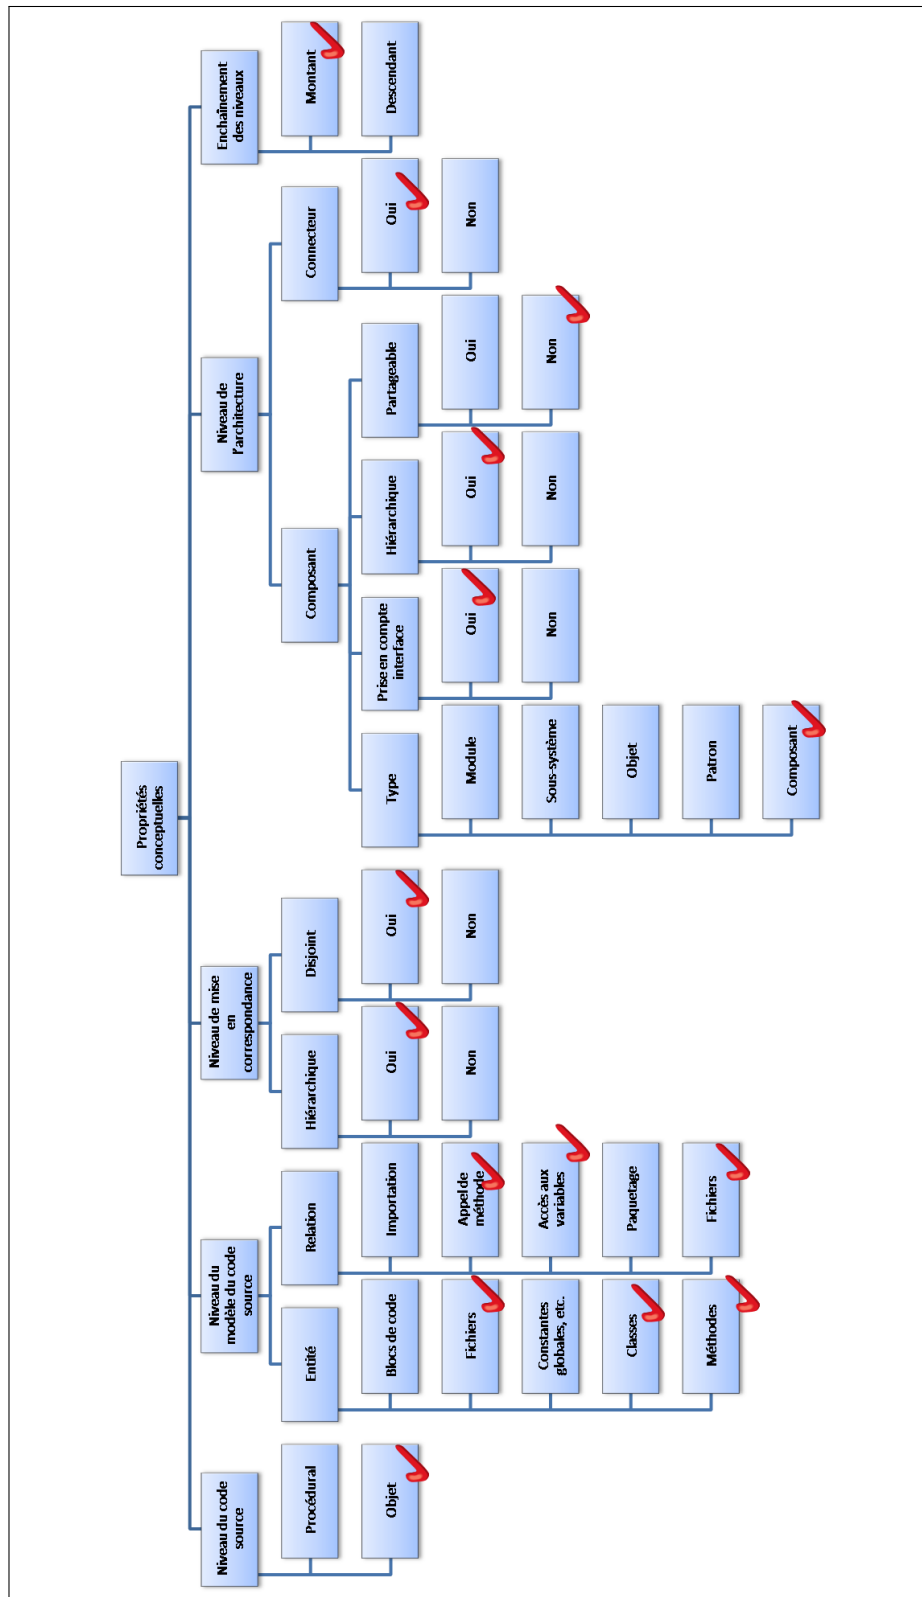 Propriétés
conceptuelles
Niveau du code
source
Procédural
Objet
Niveau du
modèle du code
source
Entité
Blocs de code
Fichiers
Constantes
globales, etc.
Classes
Méthodes
Relation
Importation
Appel de
méthode
Accès aux
variables
Paquetage
Fichiers
Niveau de mise
en
correspondance
Hiérarchique
Oui
Non
Disjoint
Oui
Non
Niveau de
l'architecture
Composant
Type
Module
Sous-système
Objet
Patron
Composant
Prise en compte
interface
Oui
Non
Hiérarchique
Oui
Non
Partageable
Oui
Non
Connecteur
Oui
Non
Enchaînement
des niveaux
Montant
Descendant